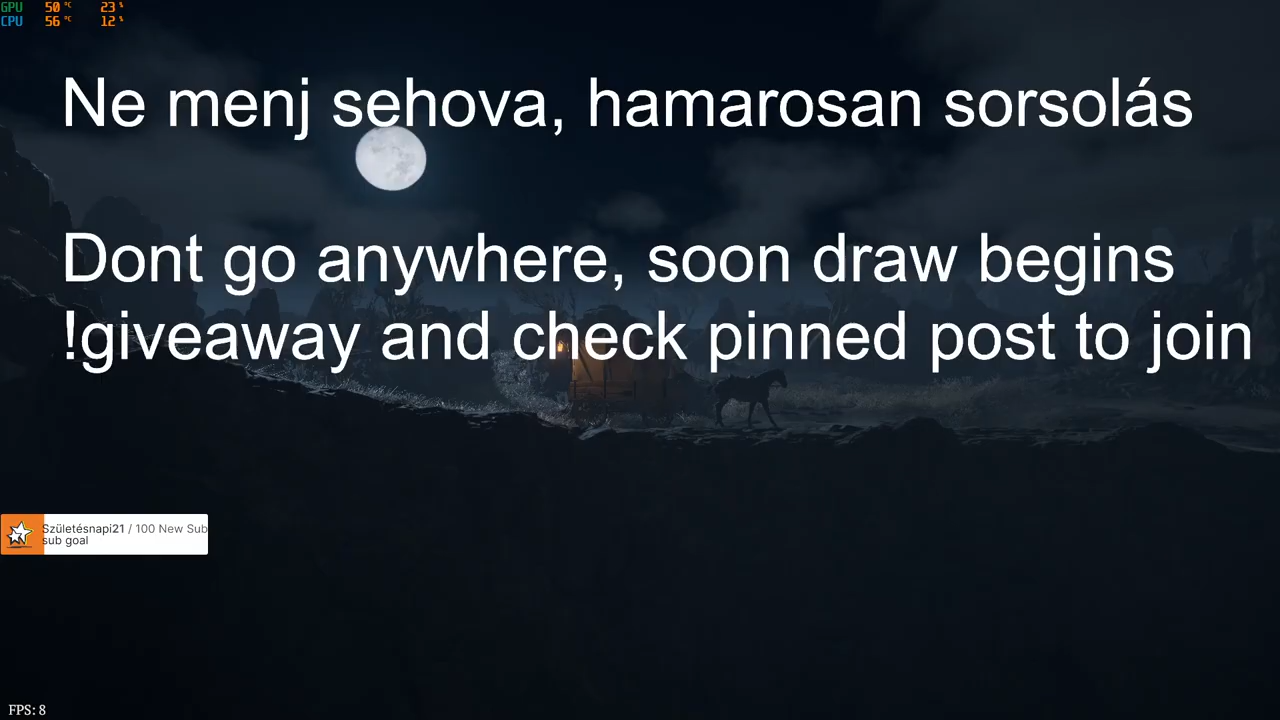 GPU 50 °C 23 %
CPU 56 °C 12 %
Ne menj sehova, hamarosan sorsolás
Dont go anywhere, soon draw begins
!giveaway and check pinned post to join
Születésnapi21 / 100 New Sub
sub goal
FPS: 8